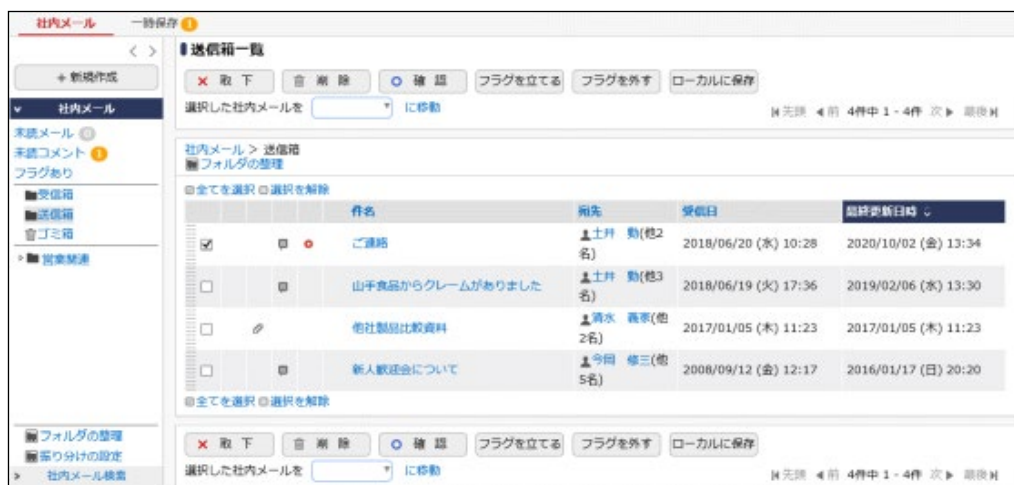 社内メール 一時保存 1
＋ 新規作成
社内メール
未読メール 0
未読コメント 1
フラグあり
受信箱
送信箱
ゴミ箱
営業関連
フォルダの整理
振り分けの設定
社内メール検索
送信箱一覧
取 下 削 除 確 認 フラグを立てる フラグを外す ローカルに保存
選択した社内メールを に移動 先頭 前 4件中 1 - 4件 次 最後
社内メール > 送信箱
フォルダの整理
全てを選択 選択を解除
件名 宛先 受信日 最終更新日時
ご連絡 土井 勤(他2名) 2018/06/20 (水) 10:28 2020/10/02 (金) 13:34
山手食品からクレームがありました 土井 勤(他3名) 2018/06/19 (火) 17:36 2019/02/06 (水) 13:30
他社製品比較資料 清水 (他2名) 2017/01/05 (木) 11:23 2017/01/05 (木) 11:23
新人歓迎会について 今岡 修三(他5名) 2008/09/12 (金) 12:17 2016/01/17 (日) 20:20
全てを選択 選択を解除
取 下 削 除 確 認 フラグを立てる フラグを外す ローカルに保存
選択した社内メールを に移動 先頭 前 4件中 1 - 4件 次 最後